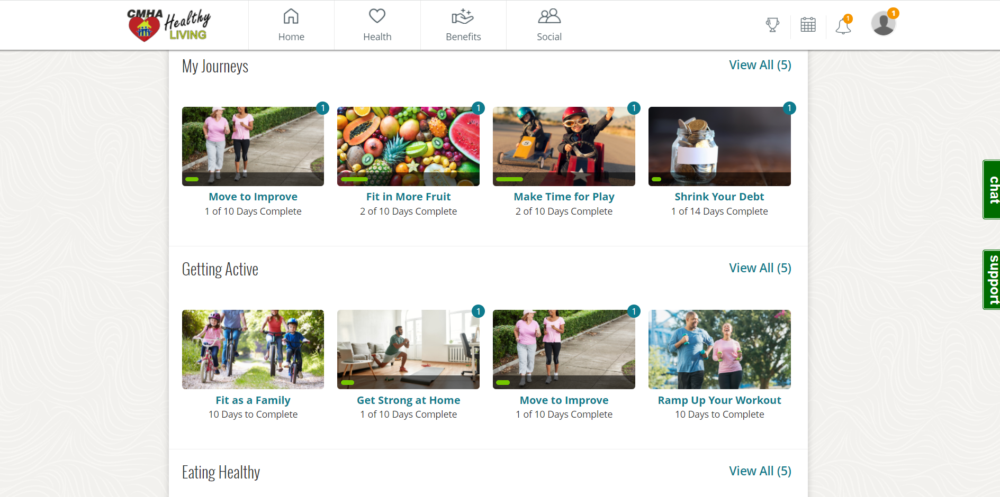 CMHA
Healthy
LIVING
Home
Health
Benefits
Social
1
1
My Journeys
View All (5)
1
1
1
1
5
Move to Improve
Fit in More Fruit
Make Time for Play
Shrink Your Debt
1 of 10 Days Complete
2 of 10 Days Complete
2 of 10 Days Complete
1 of 14 Days Complete
chat
support
Getting Active
View All (5)
1
1
Fit as a Family
Get Strong at Home
Move to Improve
Ramp Up Your Workout
10 Days to Complete
1 of 10 Days Complete
1 of 10 Days Complete
10 Days to Complete
Eating Healthy
View All (5)